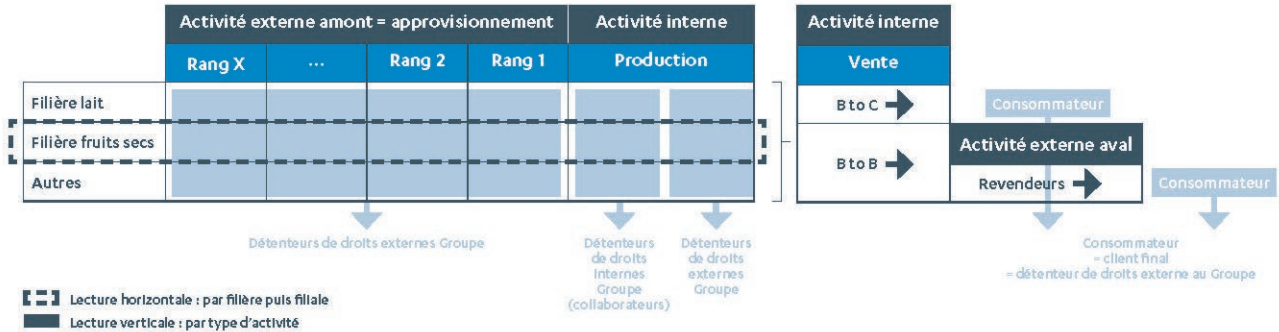 Activité externe amont = approvisionnement
Activité interne
Activité interne
Rang X
...
Rang 2
Rang 1
Production
Vente
Filière lait
B to C
Consommateur
Filière fruits secs
B to B
Activité externe aval
Autres
Revendeurs
Consommateur
Détenteurs de droits externes Groupe
Détenteurs
de droits
internes
Groupe
(collaborateurs)
Détenteurs
de droits
externes
Groupe
Consommateur
= client final
= détenteur de droits externe au Groupe
Lecture horizontale : par filière puis filiale
Lecture verticale : par type d'activité